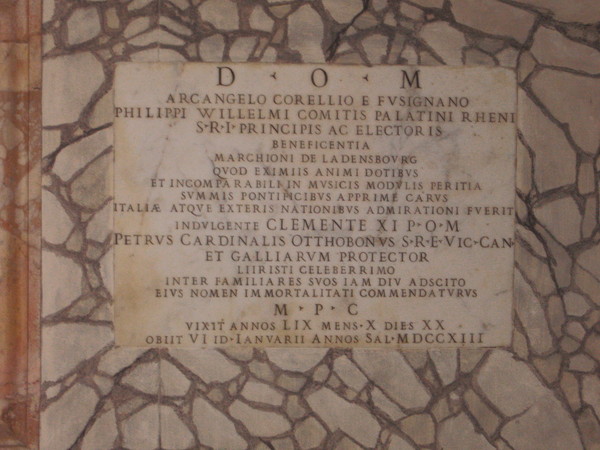 D · O · M
ARCANGELO CORELLIO E FVSIGNANO
PHILIPPI WILLELMI COMITIS PALATINI RHENI
S·R·I·PRINCIPIS AC ELECTORIS
BENEFICENTIA
MARCHIONI DE LADENSBOVRG
QVOD EXIMIIS ANIMI DOTIBVS
ET INCOMPARABILI IN MVSICIS MODVLIS PERITIA
SVMMIS PONTIFICIBVS APPRIME CARVS
ITALIÆ ATQVE EXTERIS NATIONIBVS ADMIRATIONI FVERIT
INDVLGENTE CLEMENTE XI P·O·M
PETRVS CARDINALIS OTTHOBONVS S·R·E·VIC·CAN·
ET GALLIARVM PROTECTOR
LIIRISTI CELEBERRIMO
INTER FAMILIARES SVOS IAM DIV ADSCITO
EIVS NOMEN IMMORTALITATI COMMENDATVRVS
M · P · C
VIXIT ANNOS LIX MENS·X DIES XX
OBIIT VI ID·IANVARII ANNOS SAL·MDCCXIII